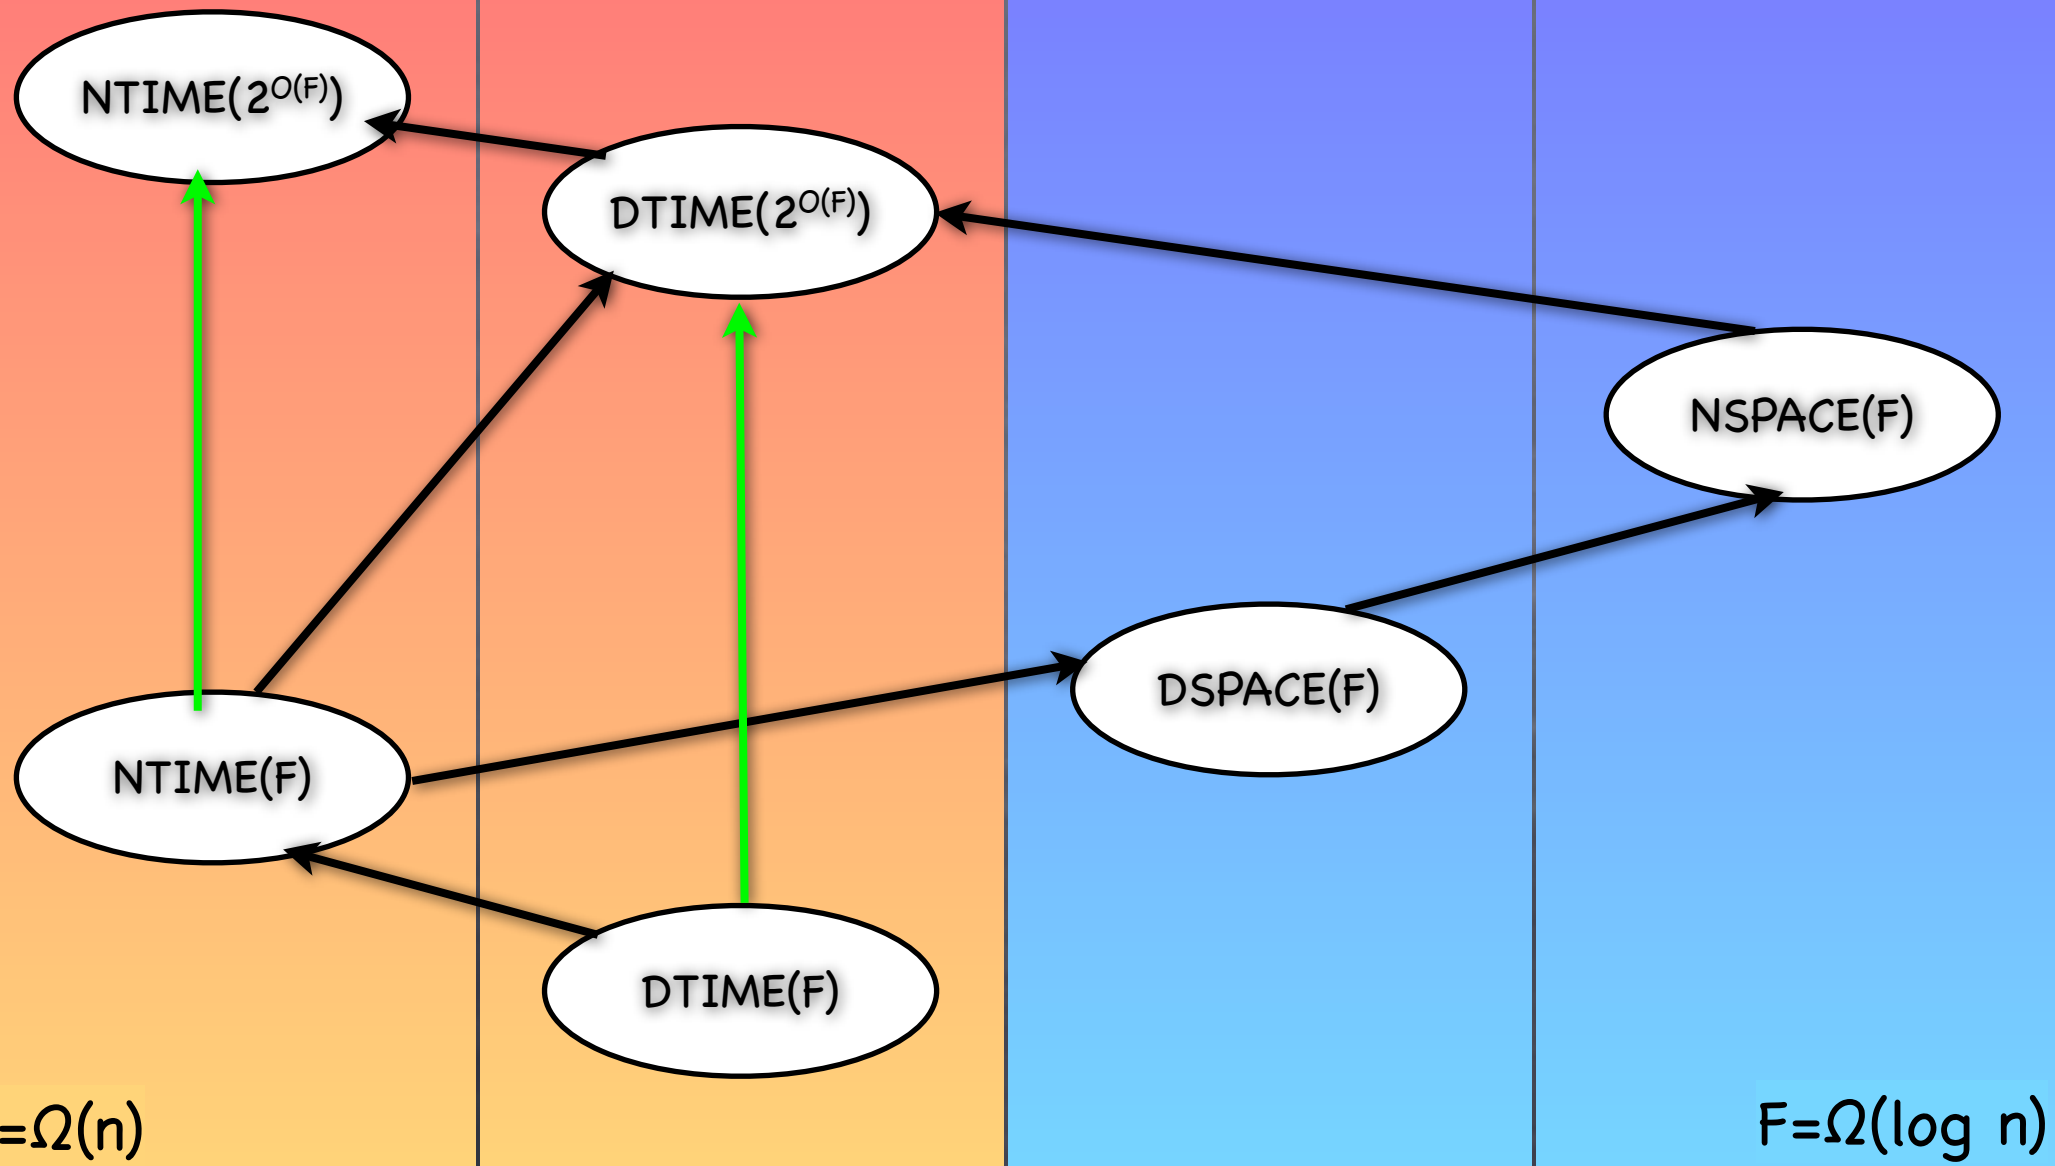 NTIME(2^O(F))
DTIME(2^O(F))
NSPACE(F)
DSPACE(F)
NTIME(F)
DTIME(F)
=Ω(n)
F=Ω(log n)